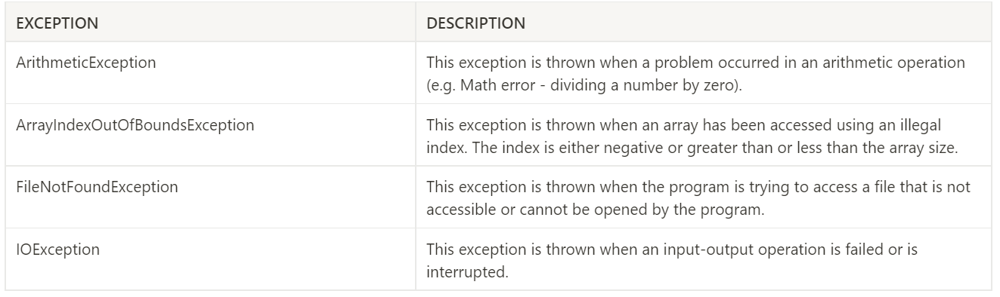 EXCEPTION
DESCRIPTION
ArithmeticException
This exception is thrown when a problem occurred in an arithmetic operation
(e.g. Math error - dividing a number by zero).
ArrayIndexOutOfBoundsException
This exception is thrown when an array has been accessed using an illegal
index. The index is either negative or greater than or less than the array size.
FileNotFoundException
This exception is thrown when the program is trying to access a file that is not
accessible or cannot be opened by the program.
IOException
This exception is thrown when an input-output operation is failed or is
interrupted.